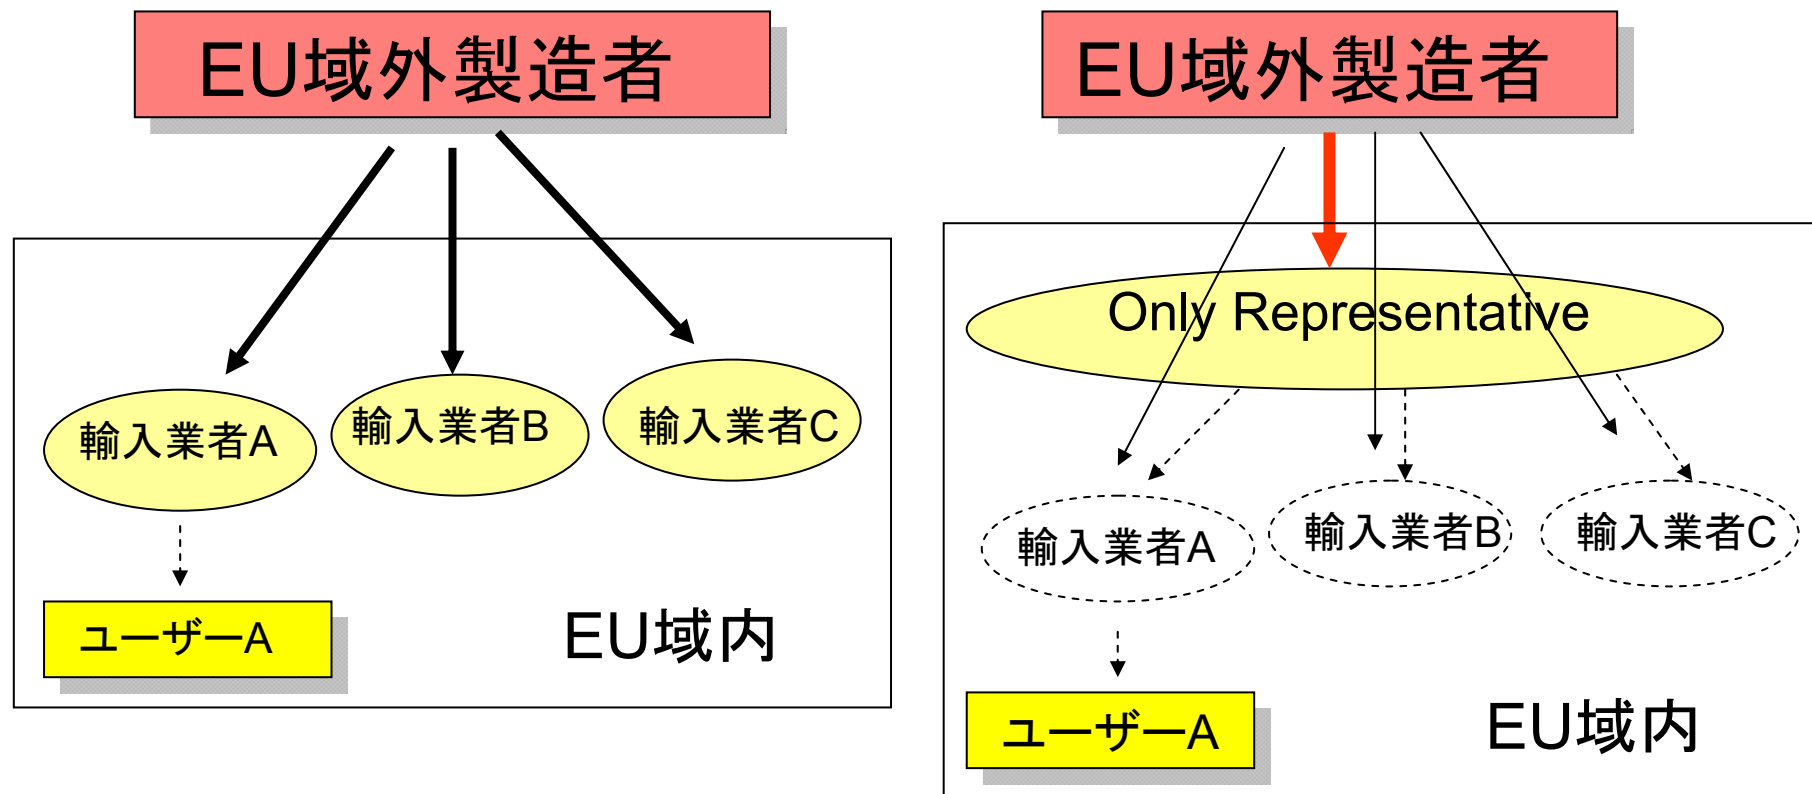 EU域外製造者
輸入業者A
輸入業者B
輸入業者C
ユーザーA
EU域内
EU域外製造者
Only Representative
輸入業者A
輸入業者B
輸入業者C
ユーザーA
EU域内